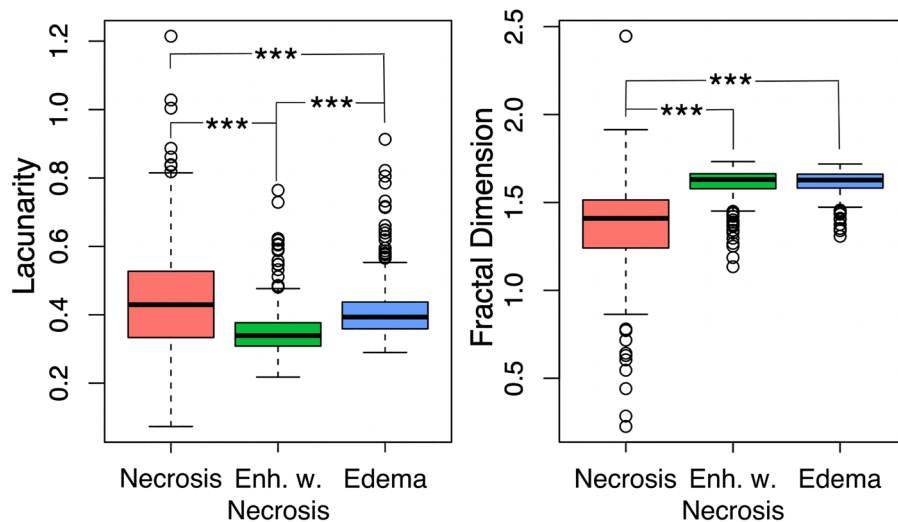 Lacunarity
0.2
0.4
0.6
0.8
1.0
1.2
***
***
***
Necrosis
Enh. w.
Necrosis
Edema
Fractal Dimension
0.5
1.0
1.5
2.0
2.5
***
***
Necrosis
Enh. w.
Necrosis
Edema